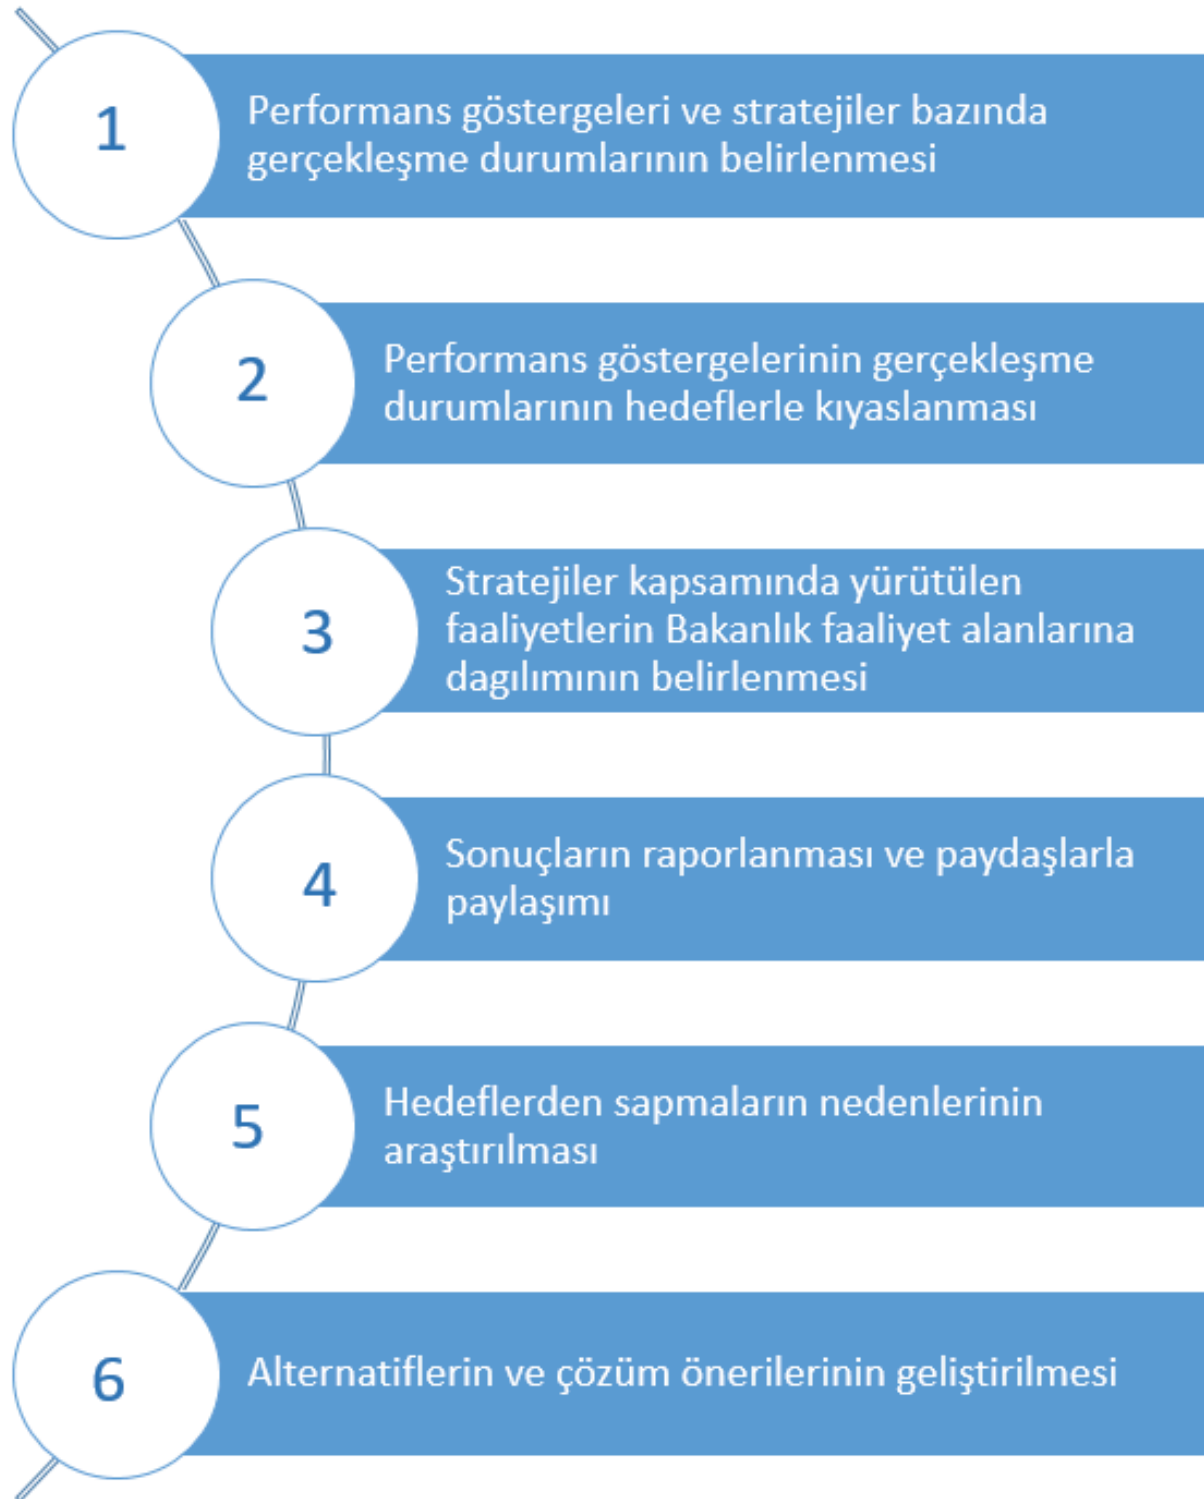 1
Performans göstergeleri ve stratejiler bazında
gerçekleşme durumlarının belirlenmesi
2
Performans göstergelerinin gerçekleşme
durumlarının hedeflerle kıyaslanması
3
Stratejiler kapsamında yürütülen
faaliyetlerin Bakanlık faaliyet alanlarına
dagılımının belirlenmesi
4
Sonuçların raporlanması ve paydaşlarla
paylaşımı
5
Hedeflerden sapmaların nedenlerinin
araştırılması
6
Alternatiflerin ve çözüm önerilerinin geliştirilmesi